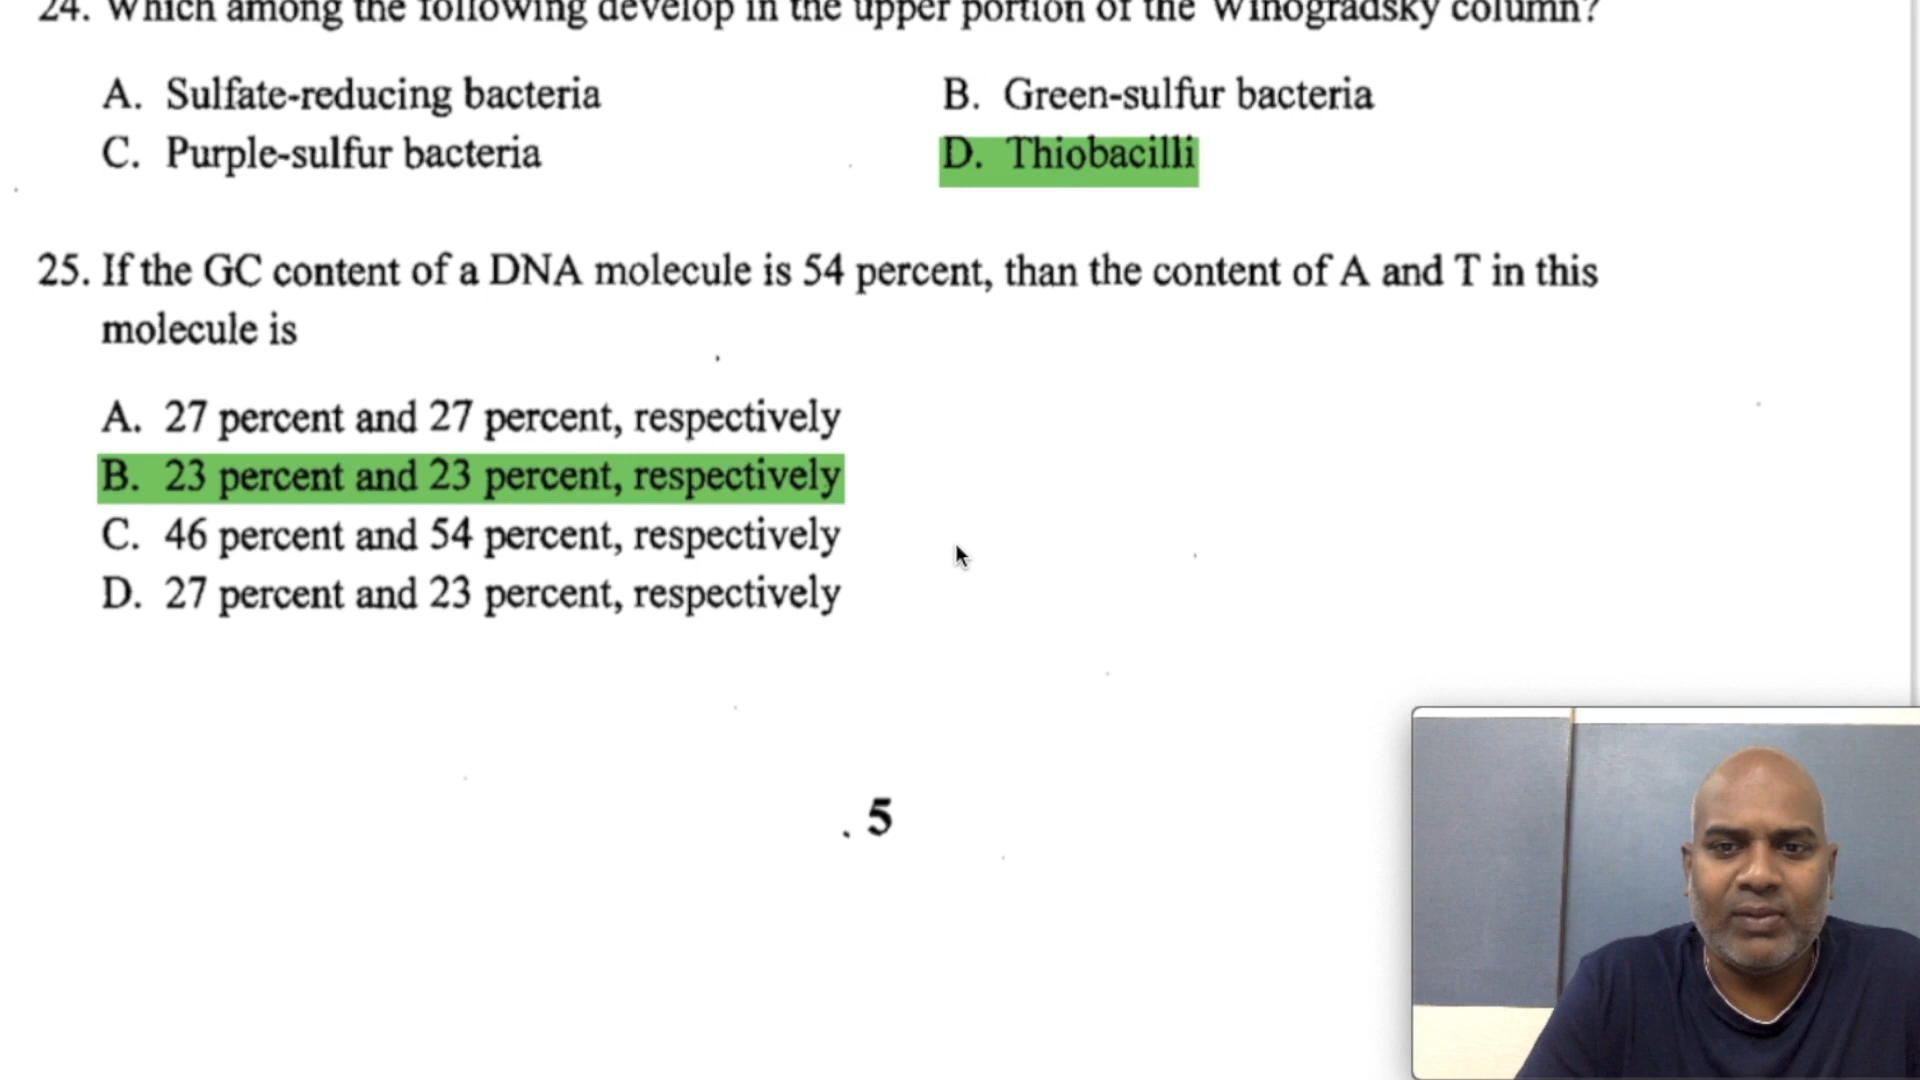 24. Which among the following develop in the upper portion of the Winogradsky column?
A. Sulfate-reducing bacteria B. Green-sulfur bacteria
C. Purple-sulfur bacteria D. Thiobacilli
25. If the GC content of a DNA molecule is 54 percent, than the content of A and T in this
molecule is
A. 27 percent and 27 percent, respectively
B. 23 percent and 23 percent, respectively
C. 46 percent and 54 percent, respectively
D. 27 percent and 23 percent, respectively
. 5